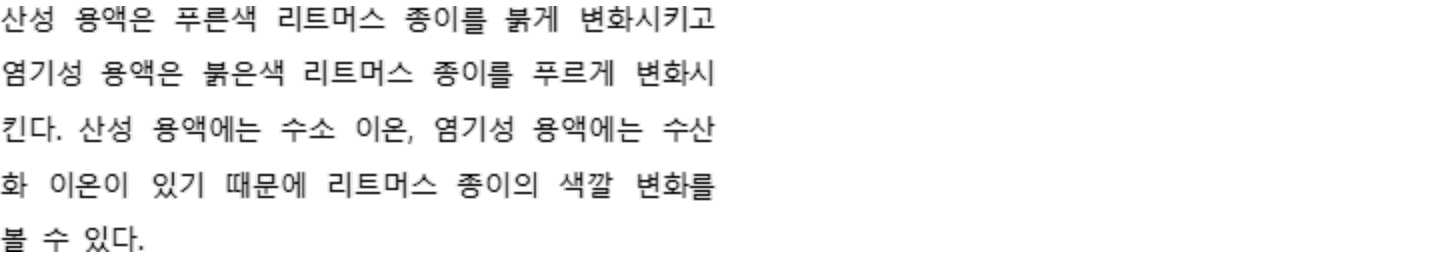 산성 용액은 푸른색 리트머스 종이를 붉게 변화시키고
염기성 용액은 붉은색 리트머스 종이를 푸르게 변화시
킨다. 산성 용액에는 수소 이온, 염기성 용액에는 수산
화 이온이 있기 때문에 리트머스 종이의 색깔 변화를
볼 수 있다.